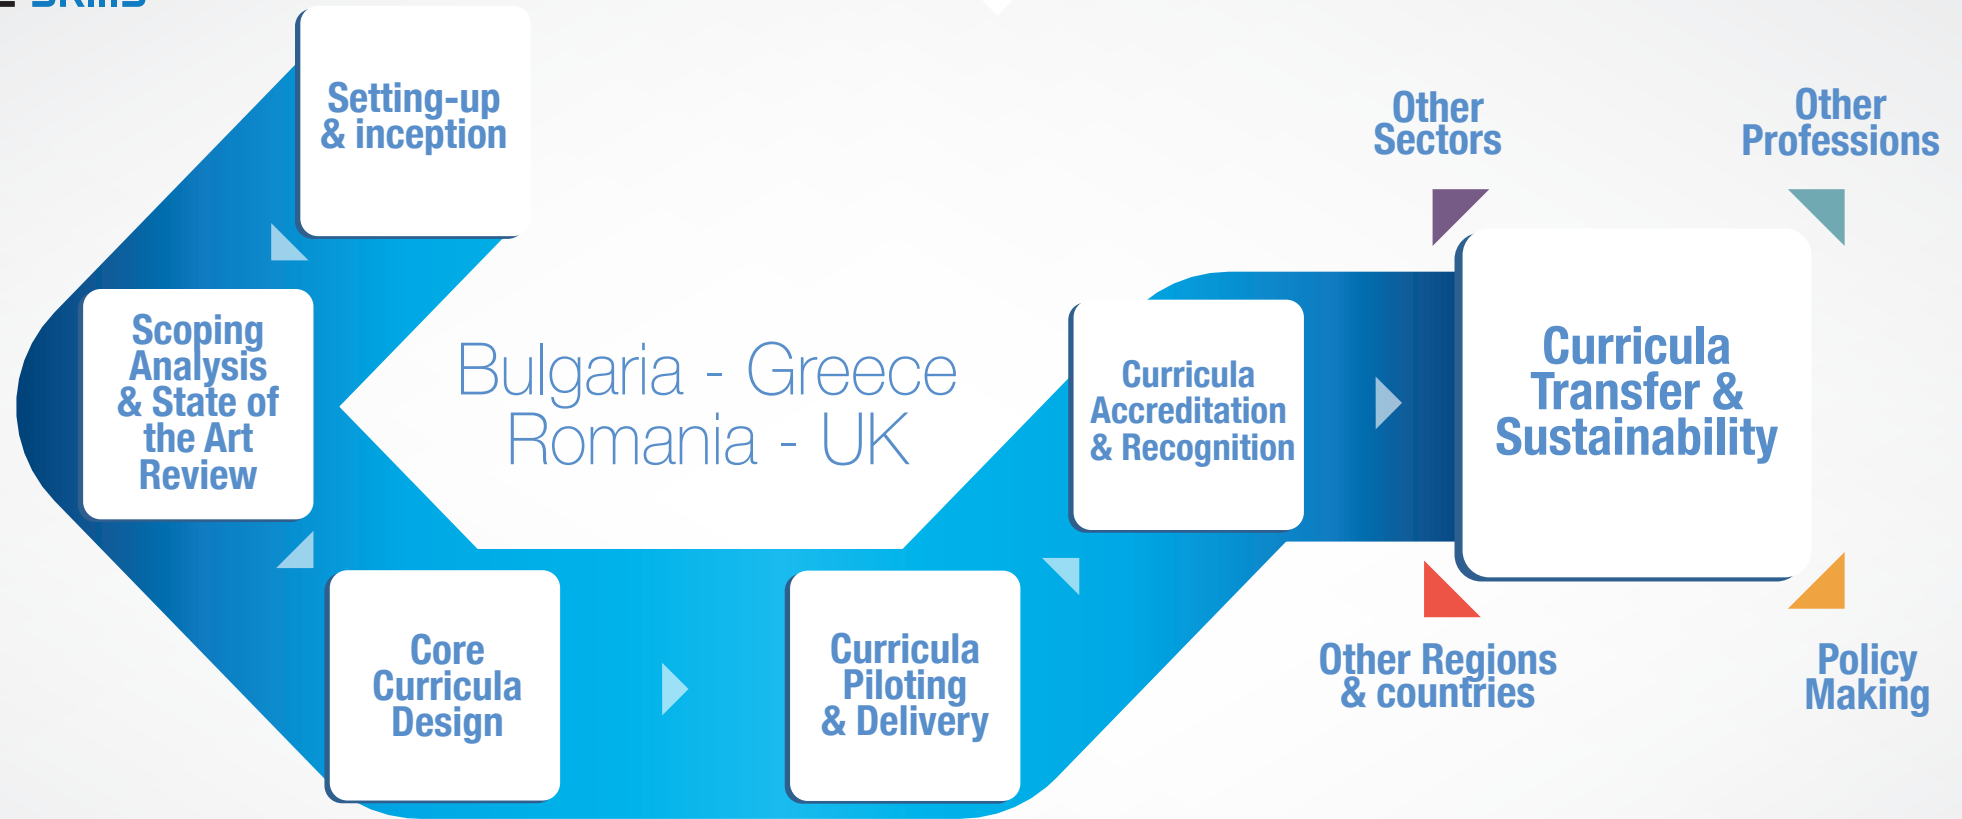 Setting-up
& inception
Scoping
Analysis
& State of
the Art
Review
Core
Curricula
Design
Curricula
Piloting
& Delivery
Curricula
Accreditation
& Recognition
Curricula
Transfer &
Sustainability
Bulgaria - Greece
Romania - UK
Other
Sectors
Other
Professions
Other Regions
& countries
Policy
Making